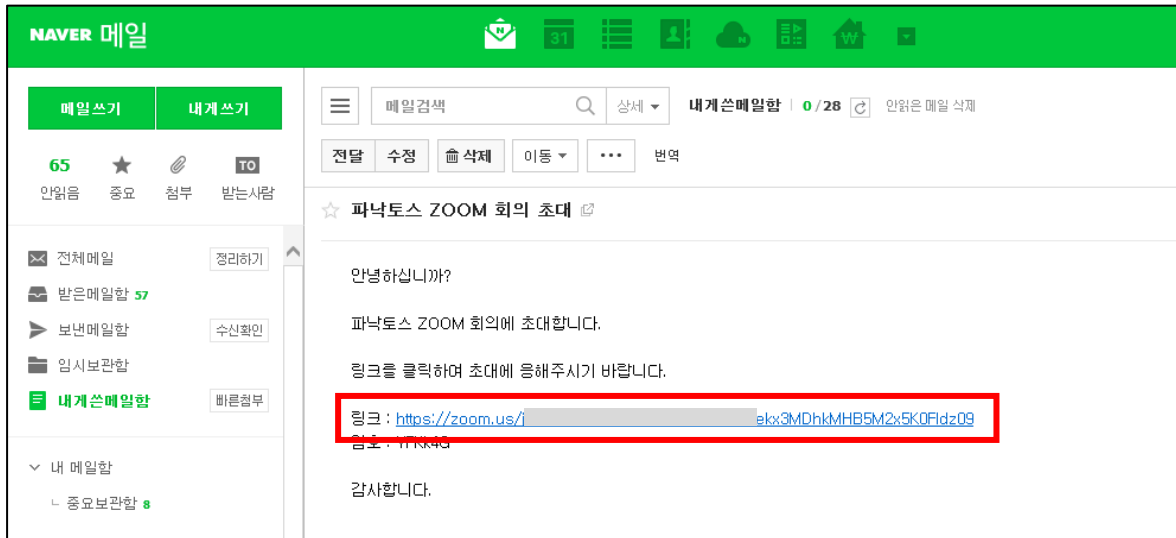 NAVER 메일
31
메일쓰기 내게쓰기
메일검색 상세 내게쓴메일함 0/28 안읽은 메일 삭제
전달 수정 삭제 이동 ··· 번역
65 TO
안읽음 중요 첨부 받는사람
파낙토스 ZOOM 회의 초대
전체메일 정리하기
받은메일함 57
보낸메일함 수신확인
임시보관함
내게쓴메일함 빠른첨부
내 메일함
중요보관함 8
안녕하십니까?
파낙토스 ZOOM 회의에 초대합니다.
링크를 클릭하며 초대에 응해주시기 바랍니다.
링크 : https://zoom.us/j ekx3MDhkMHB5M2x5K0FIdz09
감사합니다.